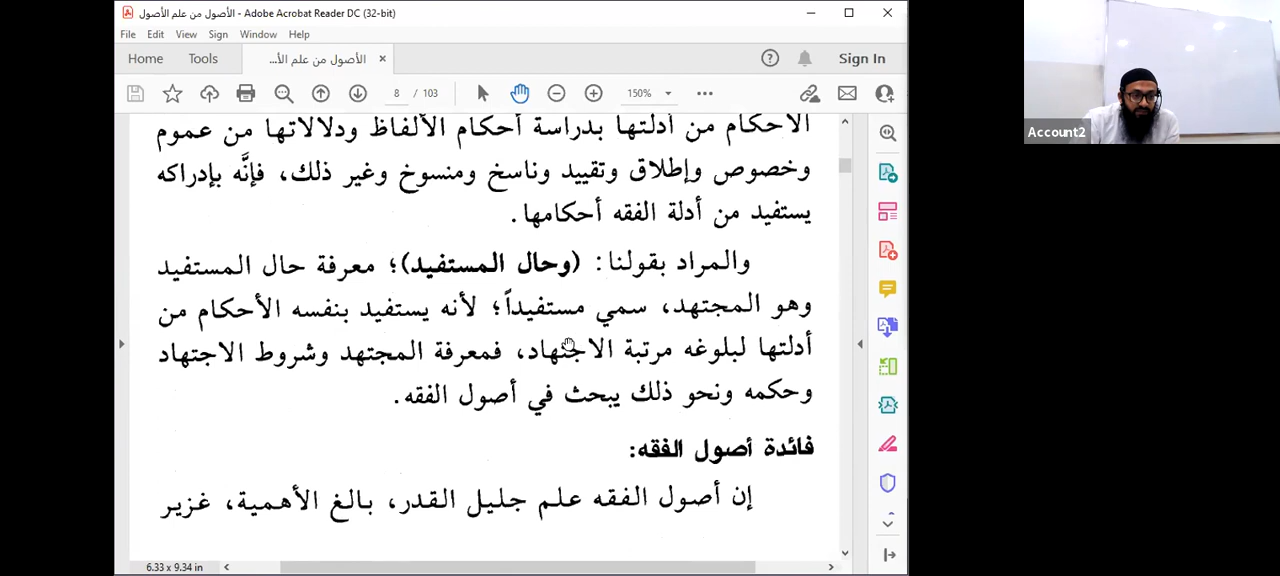 الأصول من علم الأصول - Adobe Acrobat Reader DC (32-bit)
File Edit View Sign Window Help
Home Tools الأصول من علم الأ... × Sign In
8 / 103 150%
الأحكام من أدلتها بدراسة أحكام الألفاظ ودلالاتها من عموم
وخصوص وإطلاق وتقييد وناسخ ومنسوخ وغير ذلك، فإنَّه بإدراكه
يستفيد من أدلة الفقه أحكامها.
والمراد بقولنا: (وحال المستفيد)؛ معرفة حال المستفيد
وهو المجتهد، سمي مستفيداً؛ لأنه يستفيد بنفسه الأحكام من
أدلتها لبلوغه مرتبة الاجتهاد، فمعرفة المجتهد وشروط الاجتهاد
وحكمه ونحو ذلك يبحث في أصول الفقه.
فائدة أصول الفقه:
إن أصول الفقه علم جليل القدر، بالغ الأهمية، غزير
6.33 x 9.34 in
Account2